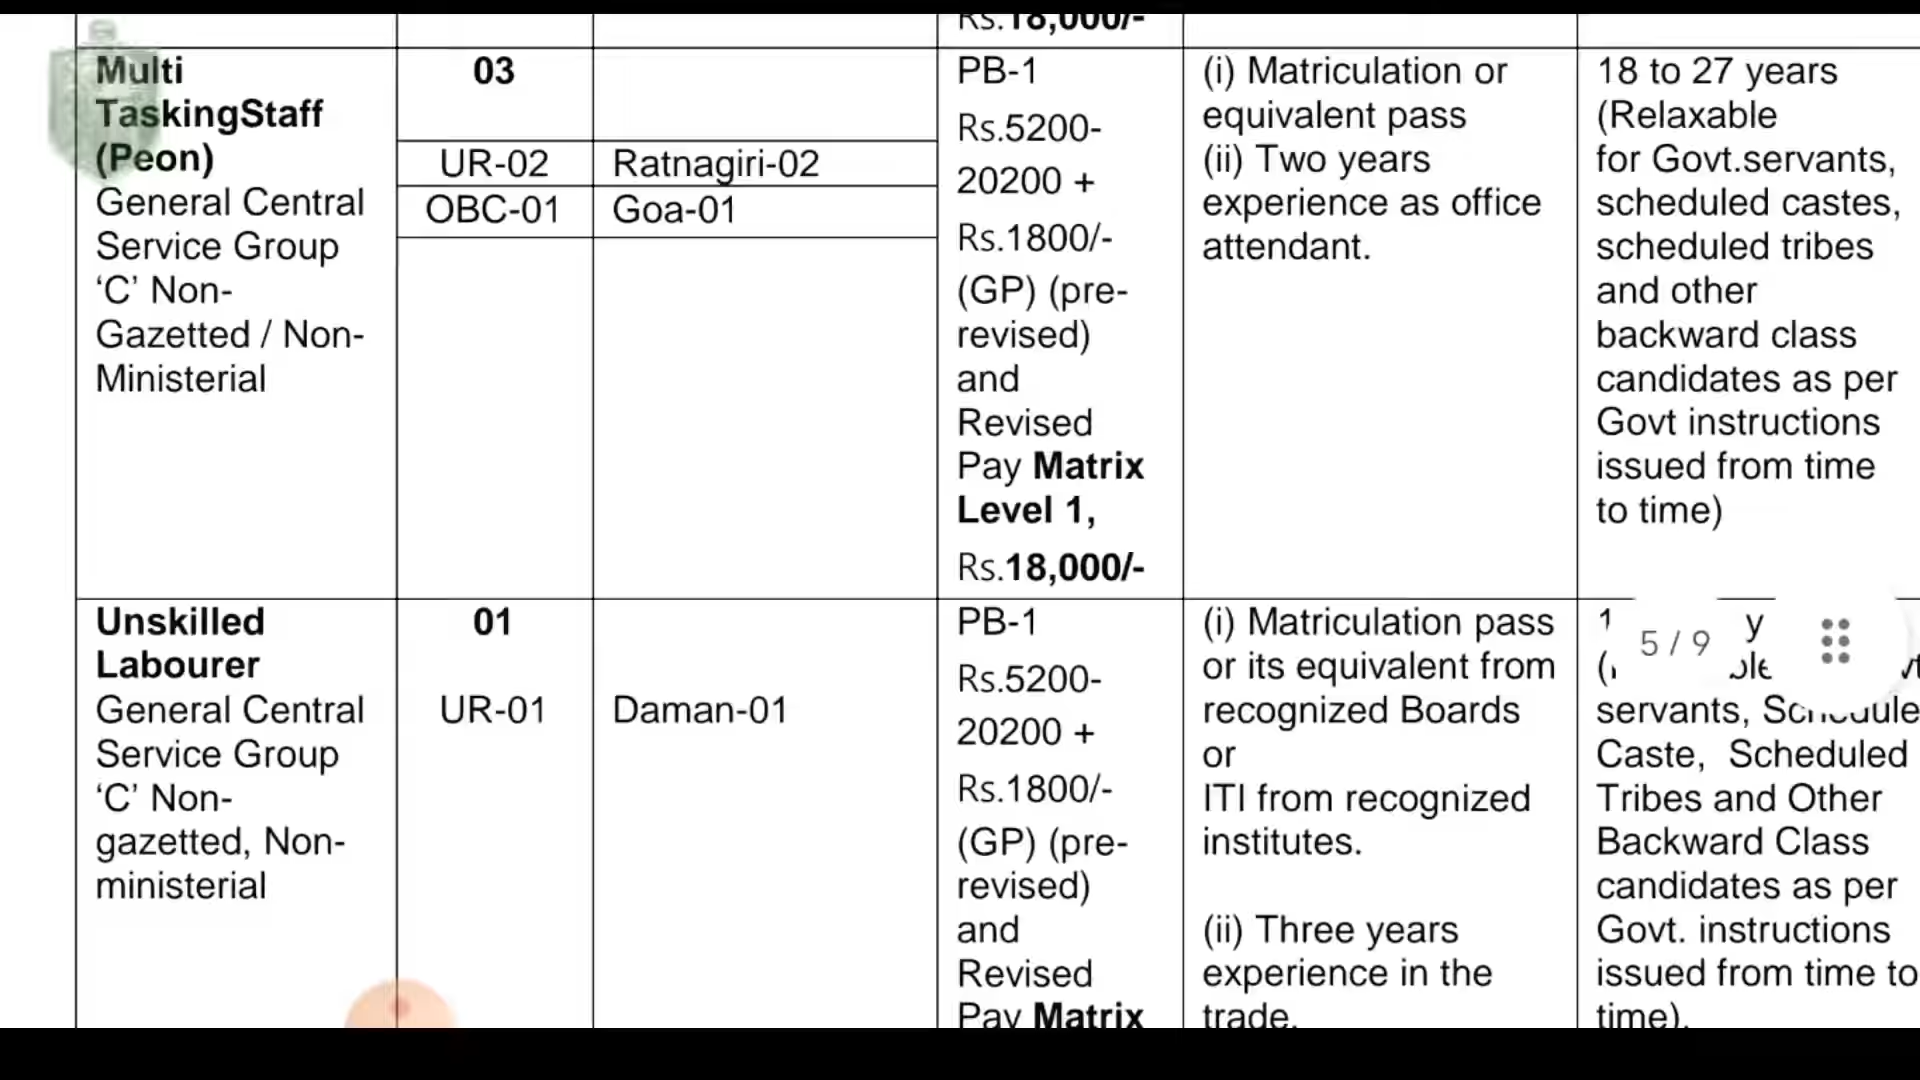 Rs.18,000/-
Multi
TaskingStaff
(Peon)
General Central
Service Group
‘C’ Non-
Gazetted / Non-
Ministerial
03
UR-02
Ratnagiri-02
OBC-01
Goa-01
PB-1
Rs.5200-
20200 +
Rs.1800/-
(GP) (pre-
revised)
and
Revised
Pay Matrix
Level 1,
Rs.18,000/-
(i) Matriculation or
equivalent pass
(ii) Two years
experience as office
attendant.
18 to 27 years
(Relaxable
for Govt.servants,
scheduled castes,
scheduled tribes
and other
backward class
candidates as per
Govt instructions
issued from time
to time)
Unskilled
Labourer
General Central
Service Group
‘C’ Non-
gazetted, Non-
ministerial
01
UR-01
Daman-01
PB-1
Rs.5200-
20200 +
Rs.1800/-
(GP) (pre-
revised)
and
Revised
Pay Matrix
(i) Matriculation pass
or its equivalent from
recognized Boards
or
ITI from recognized
institutes.
(ii) Three years
experience in the
trade.
5 / 9
servants,
Caste, Scheduled
Tribes and Other
Backward Class
candidates as per
Govt. instructions
issued from time to
time).